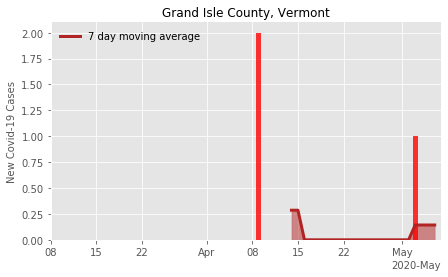 Grand Isle County, Vermont
7 day moving average
New Covid-19 Cases
2.00
1.75
1.50
1.25
1.00
0.75
0.50
0.25
0.00
08 15 22 Apr 08 15 22 May
2020-May